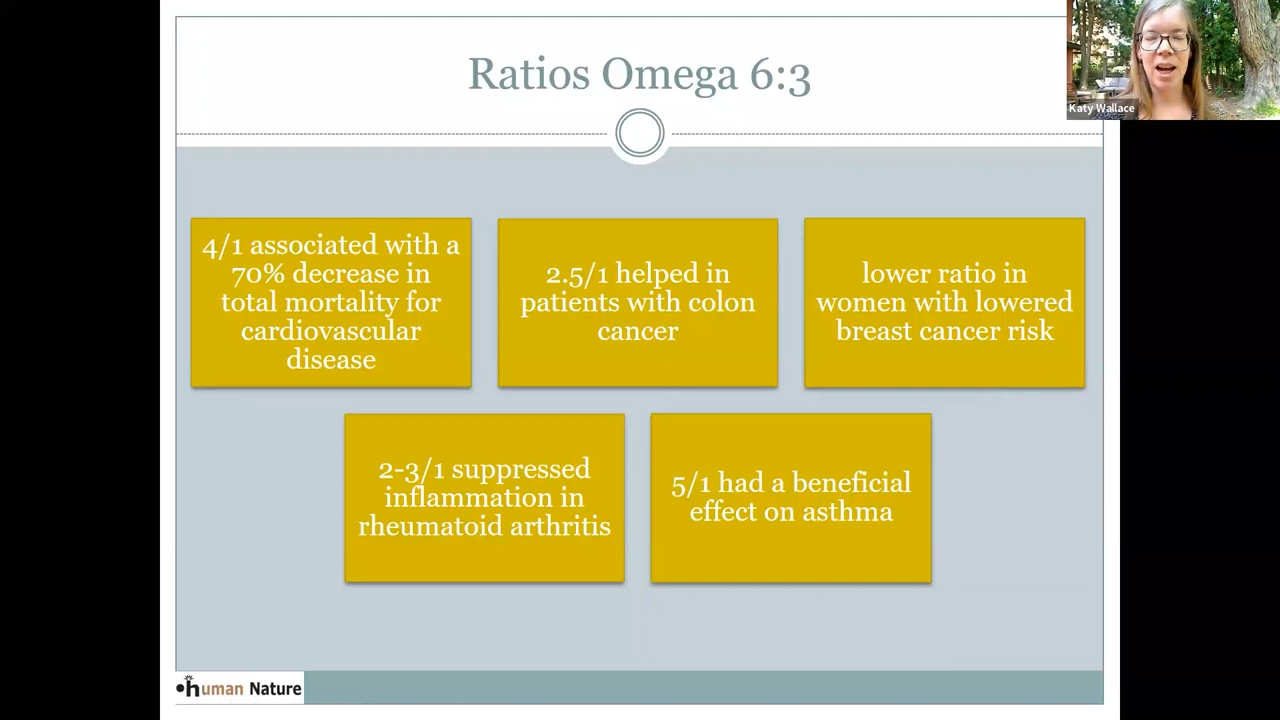 Ratios Omega 6:3
Katy Wallace
4/1 associated with a
70% decrease in
total mortality for
cardiovascular
disease
2.5/1 helped in
patients with colon
cancer
lower ratio in
women with lowered
breast cancer risk
2-3/1 suppressed
inflammation in
rheumatoid arthritis
5/1 had a beneficial
effect on asthma
human Nature